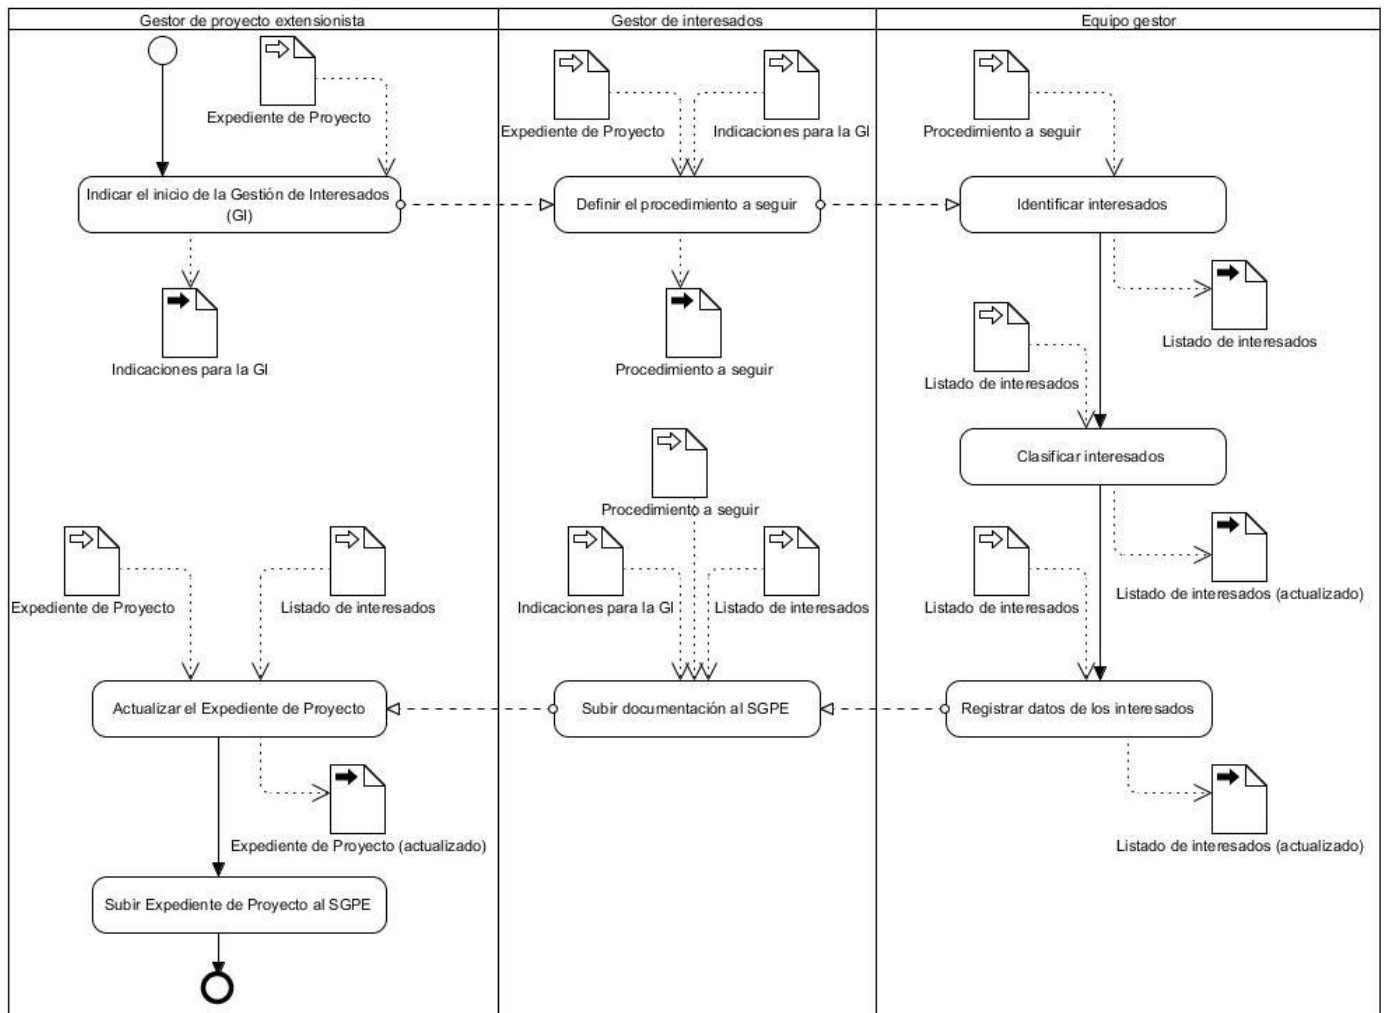 Gestor de proyecto extensionista
Gestor de interesados
Equipo gestor
Expediente de Proyecto
Expediente de Proyecto
Indicaciones para la GI
Procedimiento a seguir
Indicar el inicio de la Gestión de Interesados
(GI)
Definir el procedimiento a seguir
Identificar interesados
Indicaciones para la GI
Procedimiento a seguir
Listado de interesados
Listado de interesados
Clasificar interesados
Procedimiento a seguir
Expediente de Proyecto
Listado de interesados
Indicaciones para la GI
Listado de interesados
Listado de interesados
Listado de interesados (actualizado)
Actualizar el Expediente de Proyecto
Subir documentación al SGPE
Registrar datos de los interesados
Expediente de Proyecto (actualizado)
Listado de interesados (actualizado)
Subir Expediente de Proyecto al SGPE